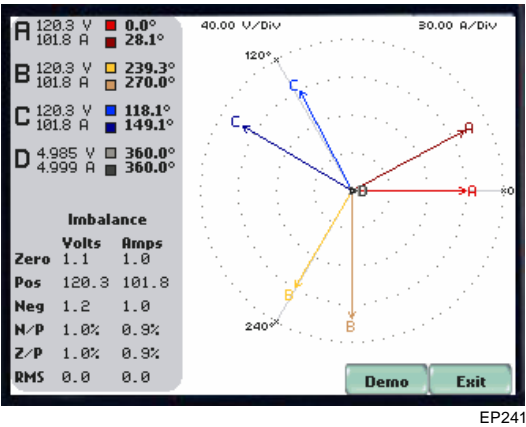 A 120.3 V 0.0°
101.8 A 28.1°
B 120.3 V 239.3°
101.8 A 270.0°
C 120.3 V 118.1°
101.8 A 149.1°
D 4.985 V 360.0°
4.999 A 360.0°
Imbalance
Volts Amps
Zero 1.1 1.0
Pos 120.3 101.8
Neg 1.2 1.0
N/P 1.0% 0.9%
Z/P 1.0% 0.9%
RMS 0.0 0.0
40.00 V/Div 30.00 A/Div
120°
C
C
A
D
A
0
B
240°
B
Demo Exit
EP241